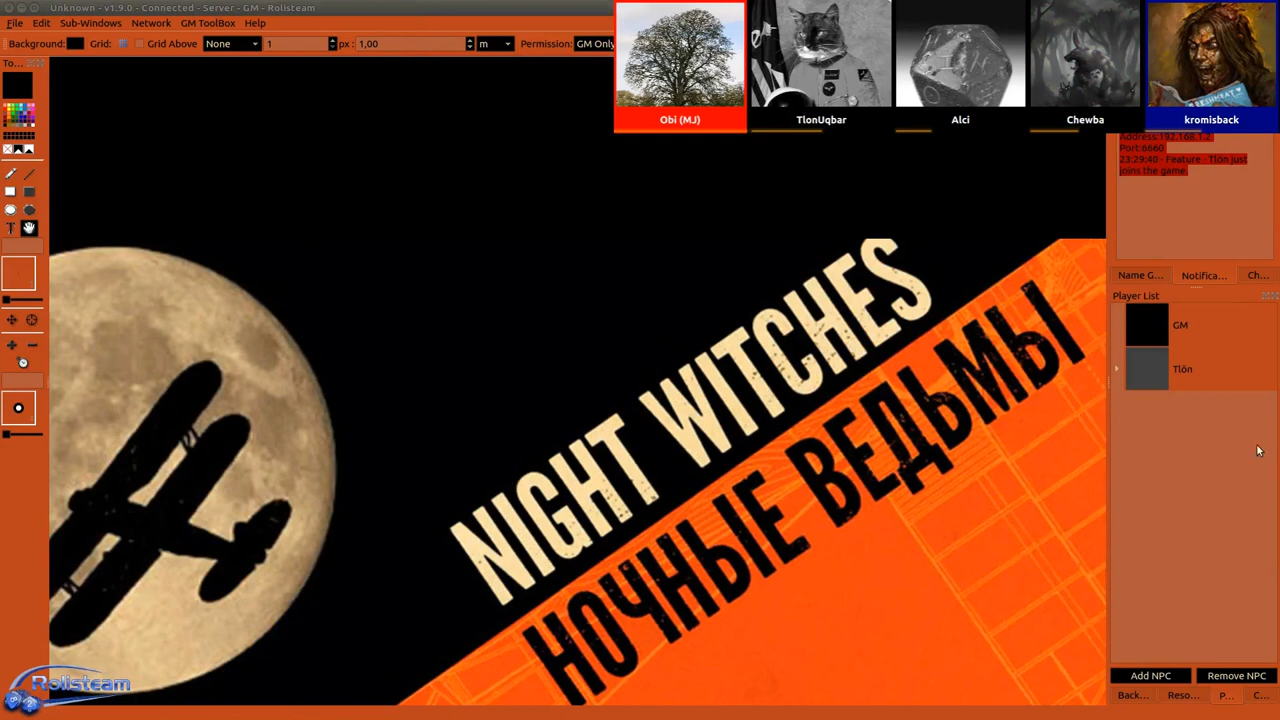 Unknown - v1.9.0 - Connected - Server - GM - Rolisteam
File Edit Sub-Windows Network GM ToolBox Help
Background: Grid: Grid Above None 1 px : 1,00 m Permission: GM Only
To...
Obi (MJ) TlonUqbar Alci Chewba kromisback
Address:192.168.1.2
Port:6660
23:29:40 - Feature - Tlön just
joins the game.
Name G... Notifica... Ch...
Player List
GM
Tlön
NIGHT WITCHES
НОЧНЫЕ ВЕДЬМЫ
Rolisteam
Add NPC Remove NPC
Back... Reso... P... C...